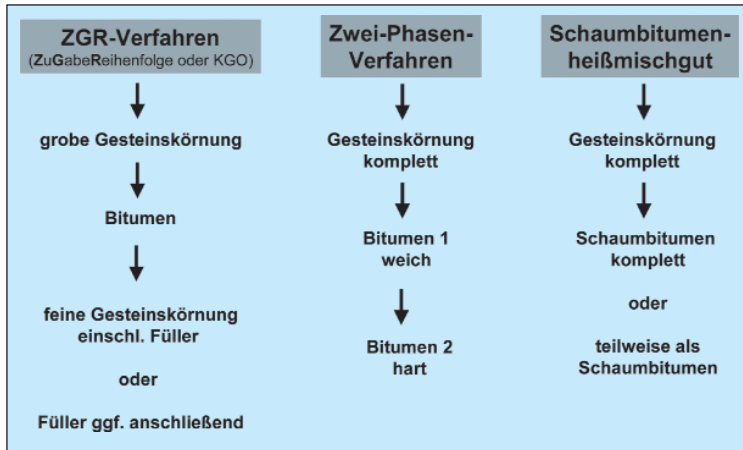 ZGR-Verfahren
(ZuGabeReihenfolge oder KGO)
grobe Gesteinskörnung
Bitumen
feine Gesteinskörnung
einschl. Füller
oder
Füller ggf. anschließend
Zwei-Phasen-
Verfahren
Gesteinskörnung
komplett
Bitumen 1
weich
Bitumen 2
hart
Schaumbitumen-
heißmischgut
Gesteinskörnung
komplett
Schaumbitumen
komplett
oder
teilweise als
Schaumbitumen